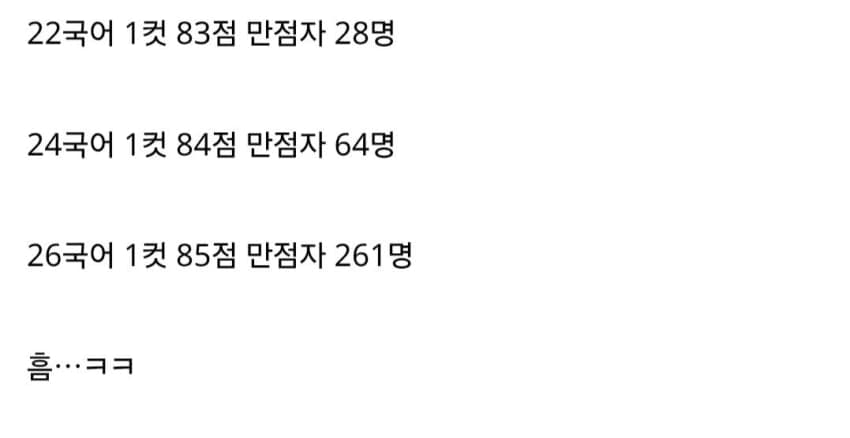 22국어 1컷 83점 만점자 28명
24국어 1컷 84점 만점자 64명
26국어 1컷 85점 만점자 261명
흠…ㅋㅋ